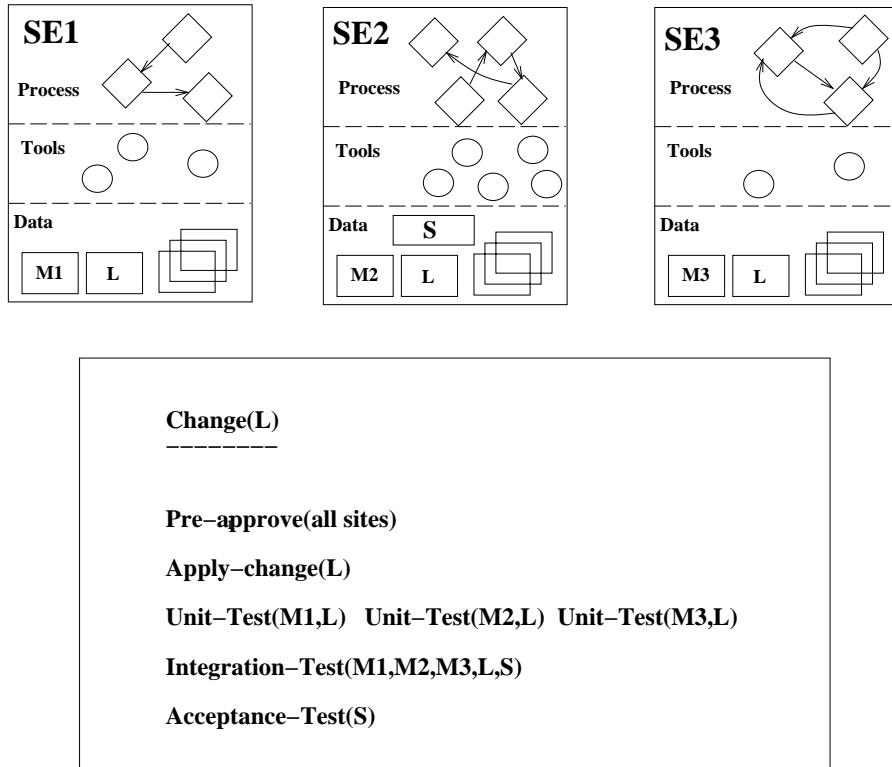 SE1
Process
Tools
Data
M1 L
SE2
Process
Tools
Data
S
M2 L
SE3
Process
Tools
Data
M3 L
Change(L)
−−−−−−−−
Pre−approve(all sites)
Apply−change(L)
Unit−Test(M1,L) Unit−Test(M2,L) Unit−Test(M3,L)
Integration−Test(M1,M2,M3,L,S)
Acceptance−Test(S)